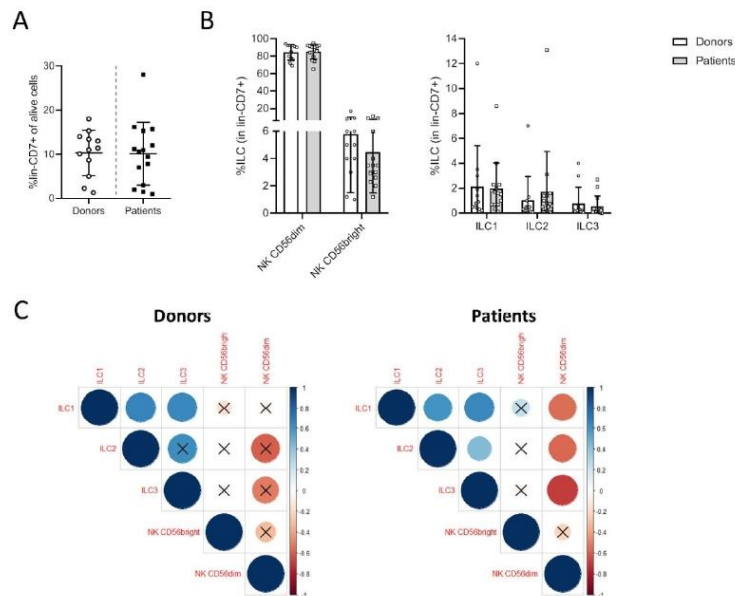 A
%lin-CD7+ of alive cells
30
20
10
0
Donors
Patients
B
%ILC (in lin-CD7+)
100
80
60
40
20
6
4
2
0
NK CD56dim
NK CD56bright
%ILC (in lin-CD7+)
14
12
10
8
6
4
2
0
ILC1
ILC2
ILC3
Donors
Patients
C
Donors
ILC1
ILC2
ILC3
NK CD56brigh
NK CD56dim
ILC1
ILC2
ILC3
NK CD56bright
NK CD56dim
1
0.8
0.6
0.4
0.2
0
-0.2
-0.4
-0.6
-0.8
-1
Patients
ILC1
ILC2
ILC3
NK CD56brigh
NK CD56dim
ILC1
ILC2
ILC3
NK CD56bright
NK CD56dim
1
0.8
0.6
0.4
0.2
0
-0.2
-0.4
-0.6
-0.8
-1